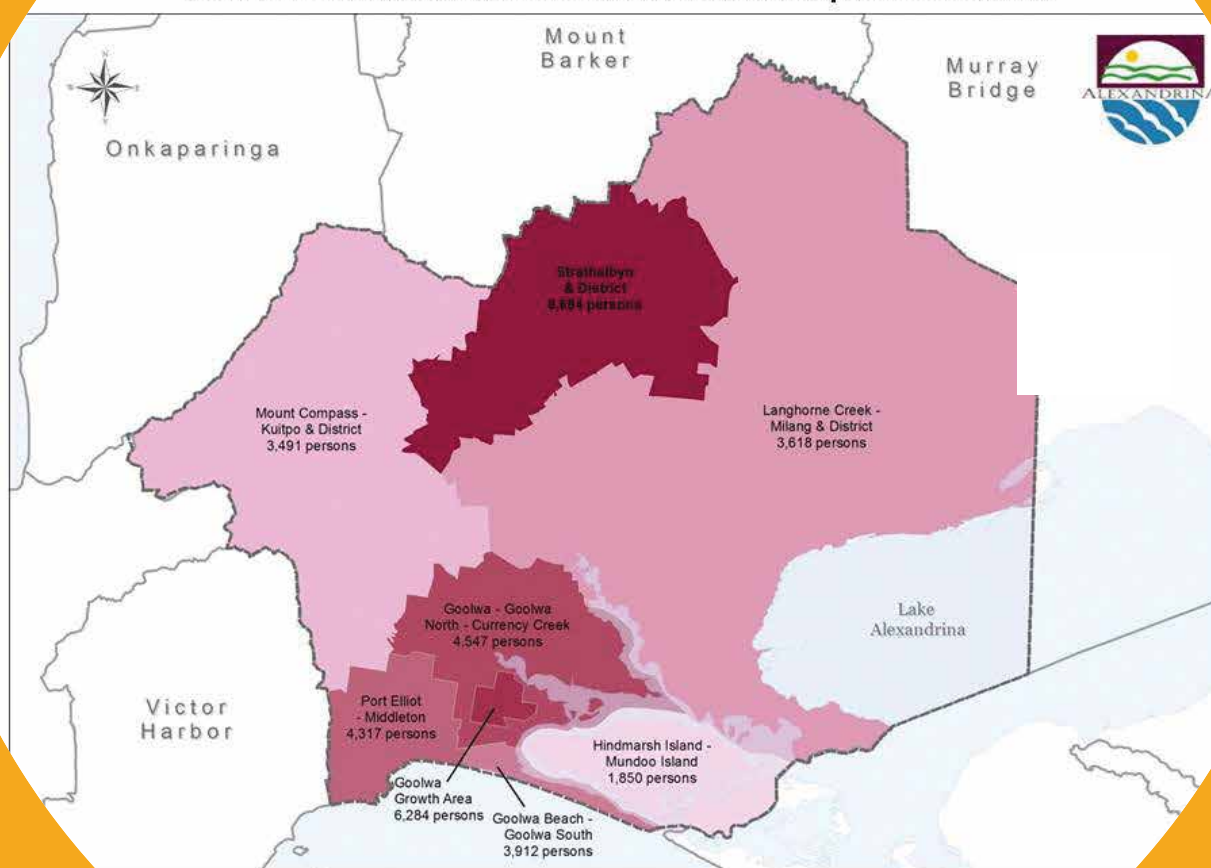 Mount
Barker
Murray
Bridge
ALEXANDRINA
Onkaparinga
Strathalbyn
& District
persons
Mount Compass -
Kuitpo & District
3,491 persons
Langhorne Creek -
Milang & District
3,618 persons
Goolwa - Goolwa
North - Currency Creek
4,547 persons
Lake
Alexandrina
Port Elliot
- Middleton
4,317 persons
Victor
Harbor
Hindmarsh Island -
Mundoo Island
1,850 persons
Goolwa
Growth Area
6,284 persons
Goolwa Beach -
Goolwa South
3,912 persons